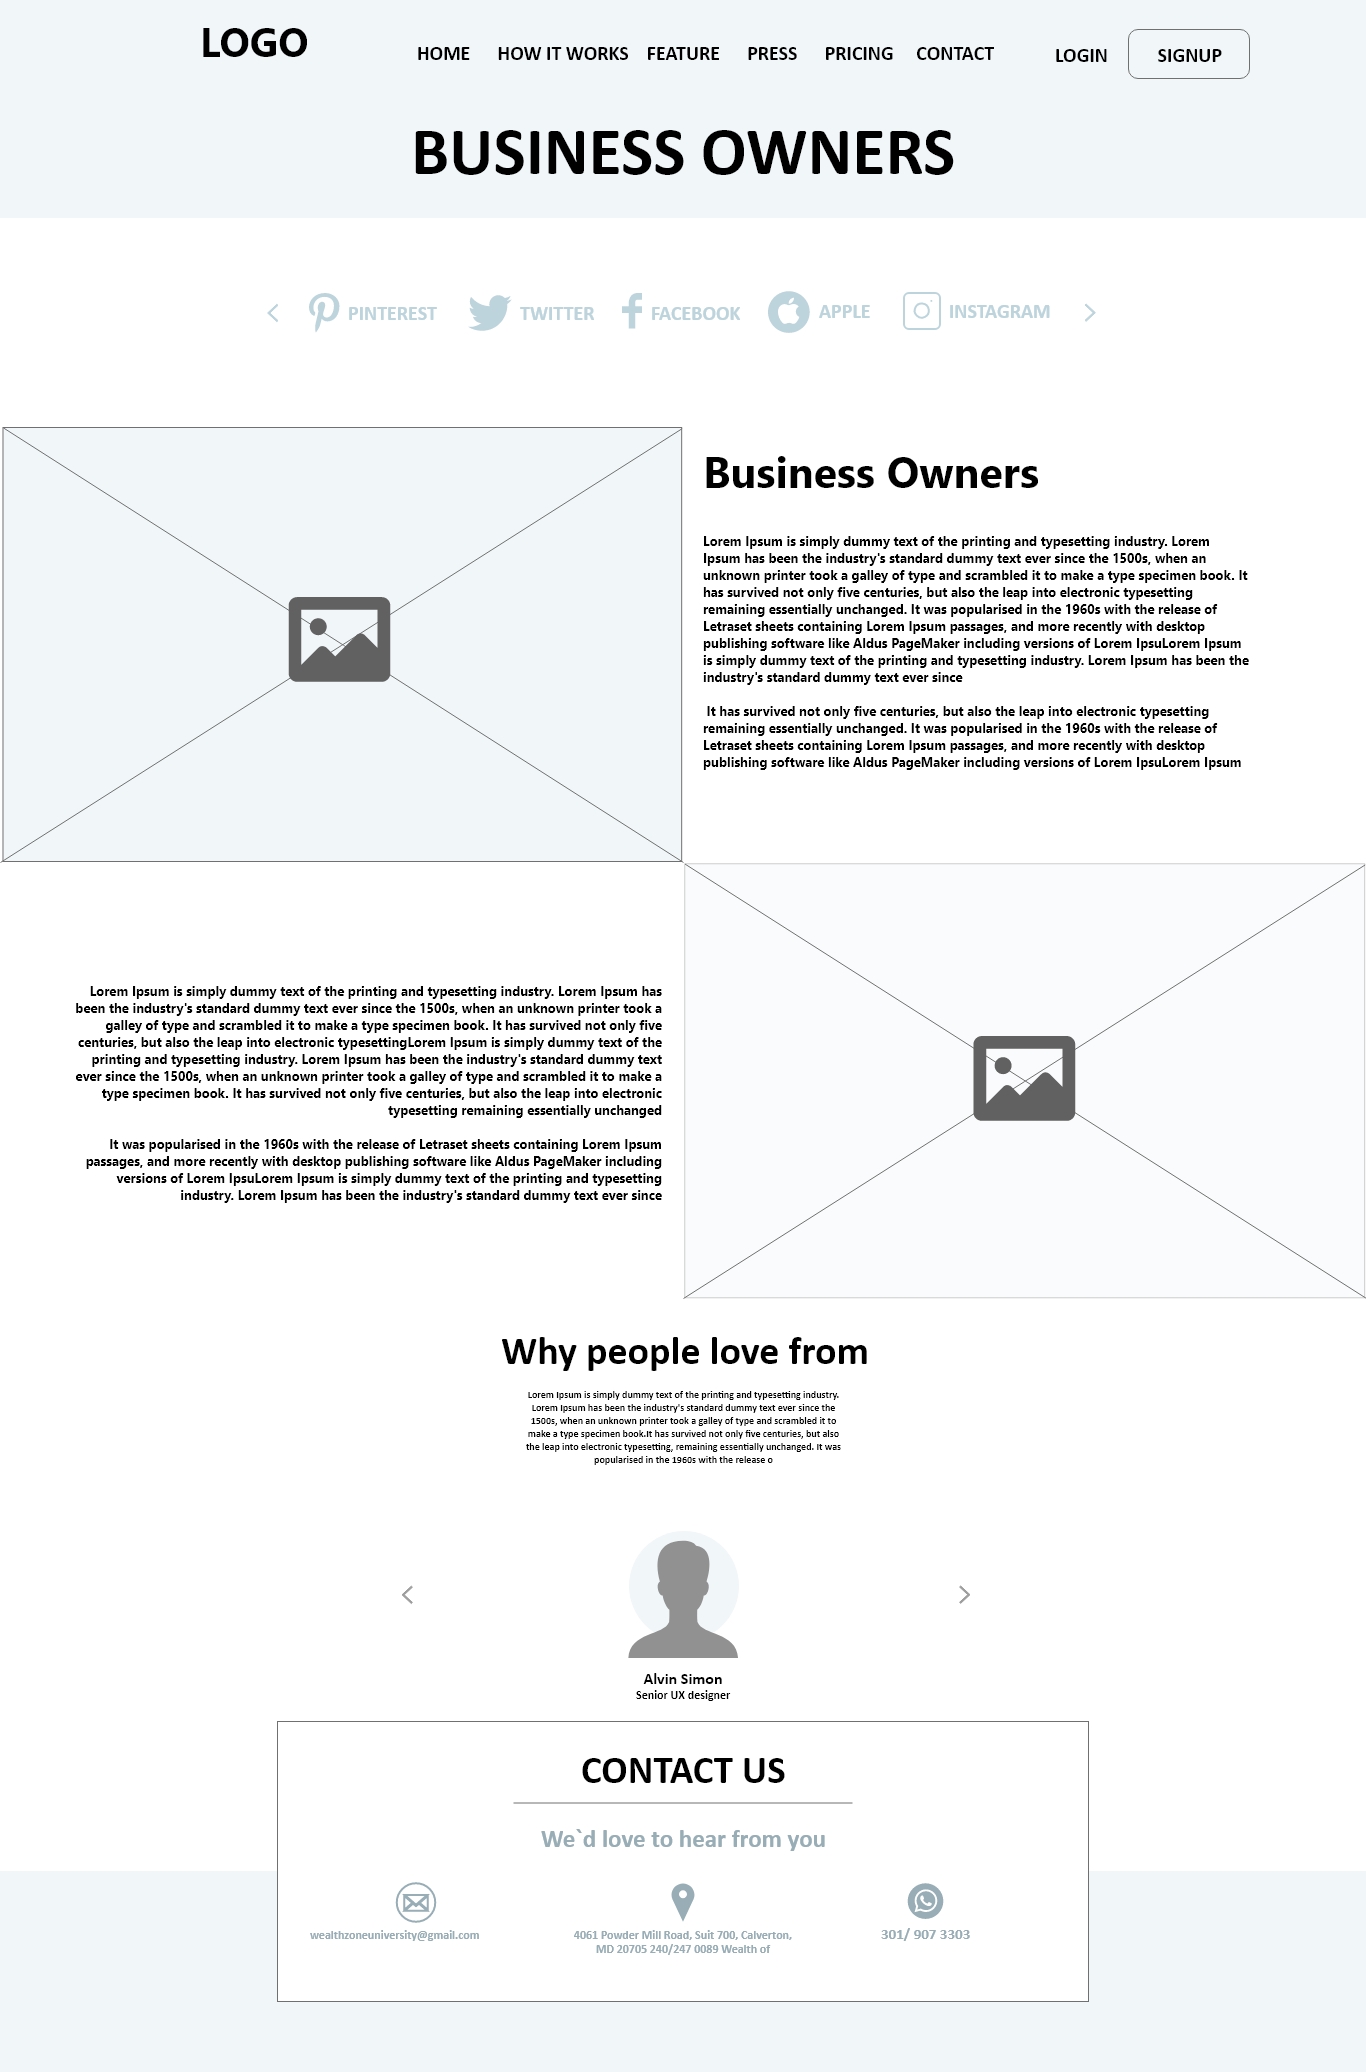 LOGO
HOME HOW IT WORKS FEATURE PRESS PRICING CONTACT LOGIN SIGNUP
BUSINESS OWNERS
PINTEREST TWITTER FACEBOOK APPLE INSTAGRAM
Business Owners
Lorem Ipsum is simply dummy text of the printing and typesetting industry. Lorem
Ipsum has been the industry's standard dummy text ever since the 1500s, when an
unknown printer took a galley of type and scrambled it to make a type specimen book. It
has survived not only five centuries, but also the leap into electronic typesetting
remaining essentially unchanged. It was popularised in the 1960s with the release of
Letraset sheets containing Lorem Ipsum passages, and more recently with desktop
publishing software like Aldus PageMaker including versions of Lorem IpsuLorem Ipsum
is simply dummy text of the printing and typesetting industry. Lorem Ipsum has been the
industry's standard dummy text ever since
It has survived not only five centuries, but also the leap into electronic typesetting
remaining essentially unchanged. It was popularised in the 1960s with the release of
Letraset sheets containing Lorem Ipsum passages, and more recently with desktop
publishing software like Aldus PageMaker including versions of Lorem IpsuLorem Ipsum
Lorem Ipsum is simply dummy text of the printing and typesetting industry. Lorem Ipsum has
been the industry's standard dummy text ever since the 1500s, when an unknown printer took a
galley of type and scrambled it to make a type specimen book. It has survived not only five
centuries, but also the leap into electronic typesettingLorem Ipsum is simply dummy text of the
printing and typesetting industry. Lorem Ipsum has been the industry's standard dummy text
ever since the 1500s, when an unknown printer took a galley of type and scrambled it to make a
type specimen book. It has survived not only five centuries, but also the leap into electronic
typesetting remaining essentially unchanged
It was popularised in the 1960s with the release of Letraset sheets containing Lorem Ipsum
passages, and more recently with desktop publishing software like Aldus PageMaker including
versions of Lorem IpsuLorem Ipsum is simply dummy text of the printing and typesetting
industry. Lorem Ipsum has been the industry's standard dummy text ever since
Why people love from
Lorem Ipsum is simply dummy text of the printing and typesetting industry.
Lorem Ipsum has been the industry's standard dummy text ever since the
1500s, when an unknown printer took a galley of type and scrambled it to
make a type specimen book.It has survived not only five centuries, but also
the leap into electronic typesetting, remaining essentially unchanged. It was
popularised in the 1960s with the release o
Alvin Simon
Senior UX designer
CONTACT US
We`d love to hear from you
wealthzoneuniversity@gmail.com
4061 Powder Mill Road, Suit 700, Calverton,
MD 20705 240/247 0089 Wealth of
301/ 907 3303